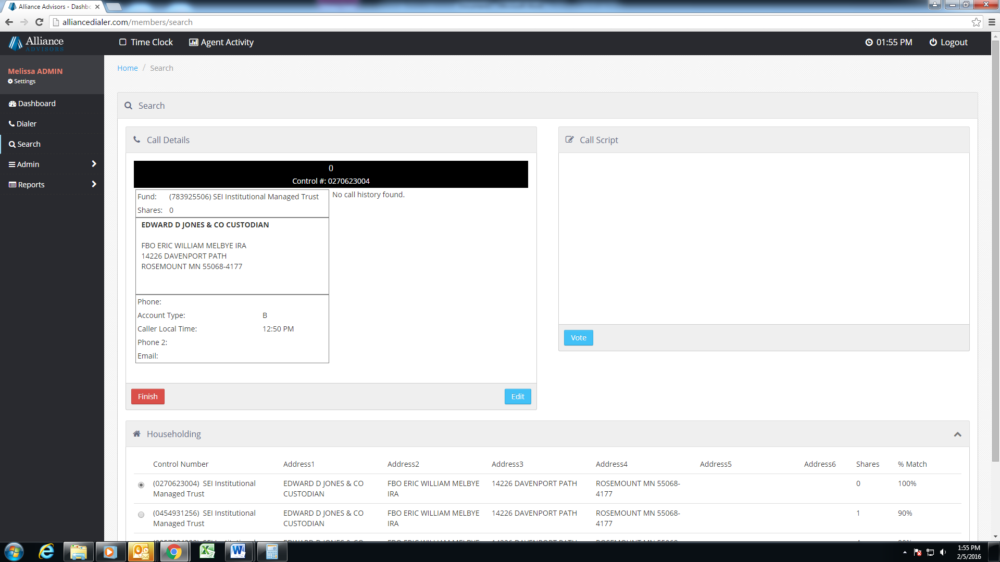 Alliance Advisors - Dashbo
alliancedialer.com/members/search
Alliance
ADVISORS
Time Clock
Agent Activity
01:55 PM
Logout
Melissa ADMIN
Settings
Dashboard
Dialer
Search
Admin
Reports
Home / Search
Search
Call Details
()
Control #: 0270623004
Fund: (783925506) SEI Institutional Managed Trust
Shares: 0
No call history found.
EDWARD D JONES & CO CUSTODIAN
FBO ERIC WILLIAM MELBYE IRA
14226 DAVENPORT PATH
ROSEMOUNT MN 55068-4177
Phone:
Account Type: B
Caller Local Time: 12:50 PM
Phone 2:
Email:
Finish
Edit
Call Script
Vote
Householding
Control Number Address1 Address2 Address3 Address4 Address5 Address6 Shares % Match
(0270623004) SEI Institutional EDWARD D JONES & CO FBO ERIC WILLIAM MELBYE 14226 DAVENPORT PATH ROSEMOUNT MN 55068- 0 100%
Managed Trust CUSTODIAN IRA 4177
(0454931256) SEI Institutional EDWARD D JONES & CO FBO ERIC WILLIAM MELBYE 14226 DAVENPORT PATH ROSEMOUNT MN 55068- 1 90%
Managed Trust CUSTODIAN IRA 4177
1:55 PM
2/5/2016